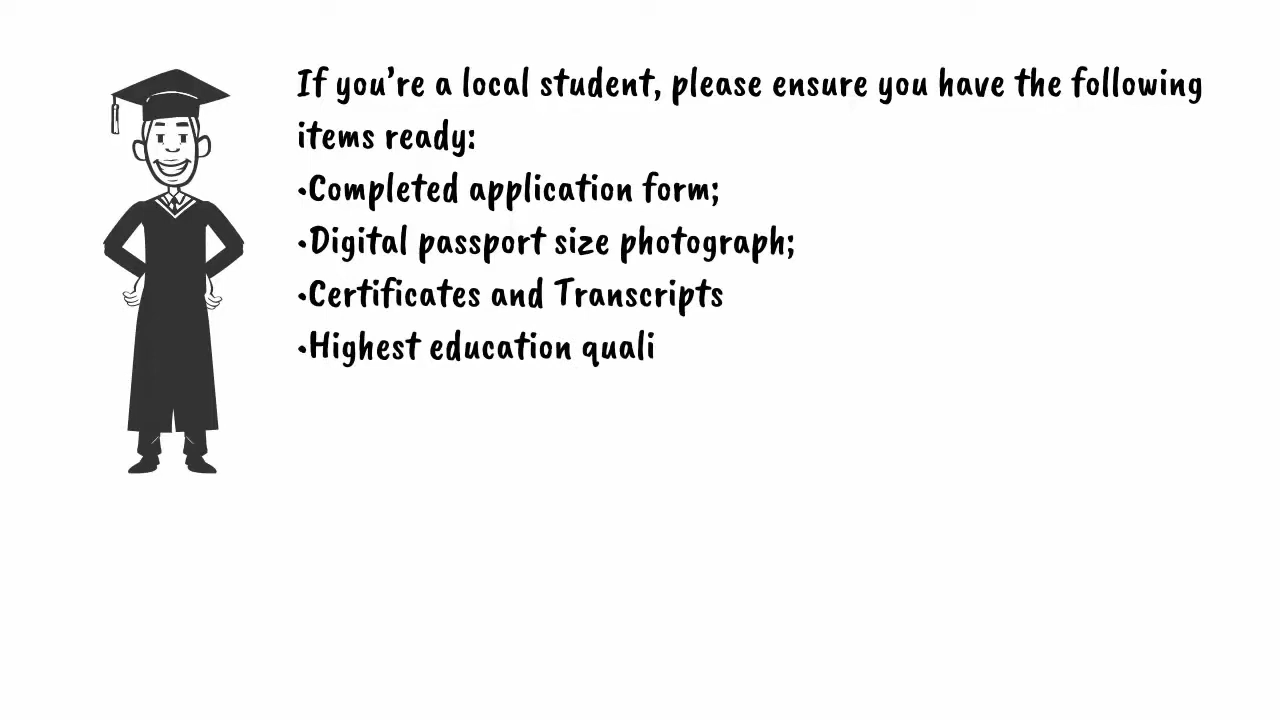 If you're a local student, please ensure you have the following
items ready:
•Completed application form;
•Digital passport size photograph;
•Certificates and Transcripts
•Highest education quali